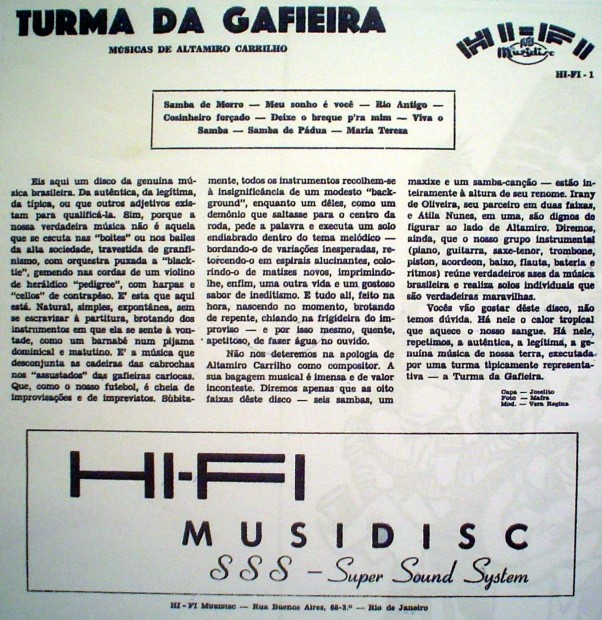 TURMA DA GAFIEIRA
MÚSICAS DE ALTAMIRO CARRILHO
HI-FI
Musidisc
HI-FI - 1
Samba de Morro — Meu sonho é você — Rio Antigo —
Cosinheiro forçado — Deixe o breque p'ra mim — Viva o
Samba — Samba de Pádua — Maria Tereza
Eis aqui um disco da genuína mú-
sica brasileira. Da autêntica, da legítima,
da típica, ou que outros adjetivos exis-
tam para qualificá-la. Sim, porque a
nossa verdadeira música não é aquela
que se escuta nas "boites" ou nos bailes
da alta sociedade, travestida de granfi-
nismo, com orquestra puxada a "black-
tie", gemendo nas cordas de um violino
de heráldico "pedigree", com harpas e
"cellos" de contrapêso. E' esta que aqui
está. Natural, simples, expontânea, sem
se escravizar à partitura, brotando dos
instrumentos em que ela se sente à von-
tade, como um barnabé num pijama
dominical e matutino. E' a música que
desconjunta as cadeiras das cabrochas
nos "assustados" das gafieiras cariocas.
Que, como o nosso futebol, é cheia de
improvisações e de imprevistos. Sùbita-
mente, todos os instrumentos recolhem-se
à insignificância de um modesto "back-
ground", enquanto um dêles, como um
demônio que saltasse para o centro da
roda, pede a palavra e executa um solo
endiabrado dentro do tema melódico —
bordando-o de variações inesperadas, re-
torcendo-o em espirais alucinantes, colo-
rindo-o de matizes novos, imprimindo-
lhe, enfim, uma outra vida e um gostoso
sabor de ineditismo. E tudo ali, feito na
hora, nascendo no momento, brotando
de repente, chiando na frigideira do im-
proviso — e por isso mesmo, quente,
apetitoso, de fazer água no ouvido.
Não nos deteremos na apologia de
Altamiro Carrilho como compositor. A
sua bagagem musical é imensa e de valor
inconteste. Diremos apenas que as oito
faixas dêste disco — seis sambas, um
maxixe e um samba-canção — estão in-
teiramente à altura de seu renome. Irany
de Oliveira, seu parceiro em duas faixas,
e Atila Nunes, em uma, são dignos de
figurar ao lado de Altamiro. Diremos,
ainda, que o nosso grupo instrumental
(piano, guitarra, saxe-tenor, trombone,
piston, acordeon, baixo, flauta, bateria e
ritmos) reúne verdadeiros ases da música
brasileira e realiza solos individuais que
são verdadeiras maravilhas.
Vocês vão gostar dêste disco, não
temos dúvida. Há nele o calor tropical
que aquece o nosso sangue. Há nele,
repetimos, a autêntica, a legítima, a ge-
nuína música de nossa terra, executada
por uma turma tìpicamente representa-
tiva — a Turma da Gafieira.
Capa — Joselito
Foto — Mafra
Mod. — Vera Regina
HI-FI
MUSIDISC
SSS — Super Sound System
HI-FI Musidisc — Rua Buenos Aires, 68-3.º — Rio de Janeiro